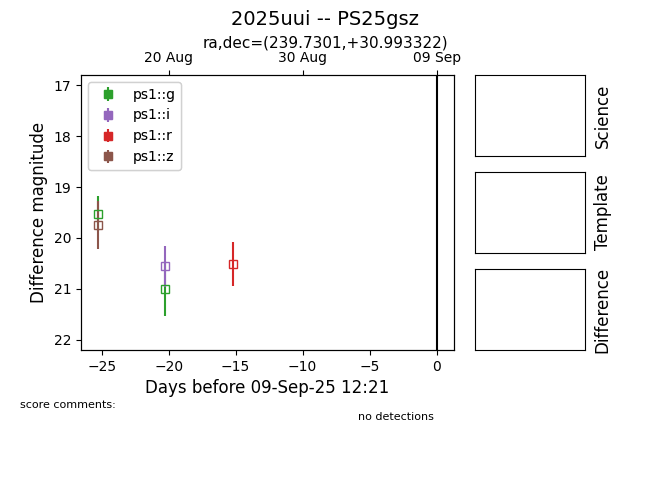 2025uui -- PS25gsz
ra,dec=(239.7301,+30.993322)
20 Aug
30 Aug
09 Sep
17
18
19
20
21
22
Difference magnitude
ps1::g
ps1::i
ps1::r
ps1::z
−25
−20
−15
−10
−5
0
Days before 09-Sep-25 12:21
Science
Template
Difference
score comments:
no detections